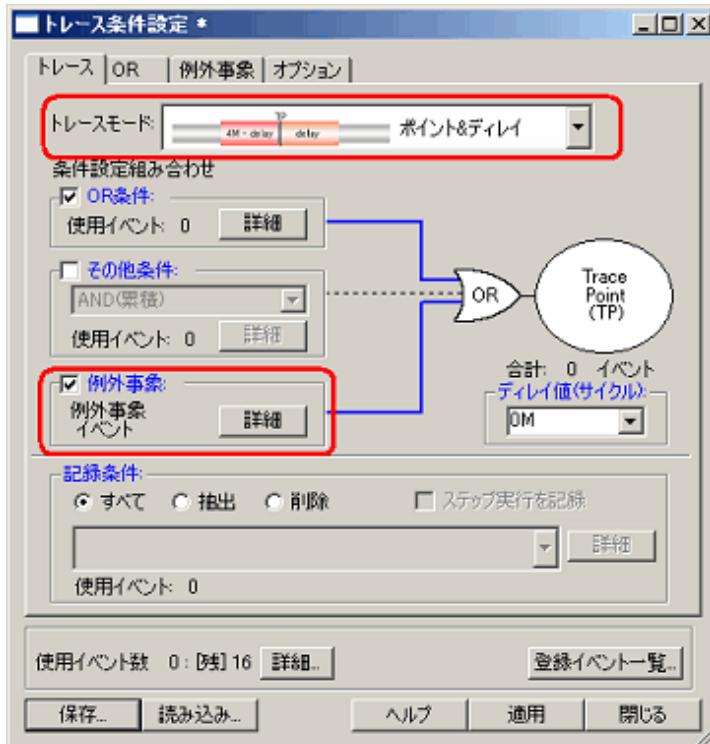 トレース条件設定 *
トレース OR 例外事象 オプション
トレースモード: TP 4M - delay delay ポイント&ディレイ
条件設定組み合わせ
OR条件:
使用イベント: 0 詳細
その他条件:
AND(累積)
使用イベント: 0 詳細
OR
Trace
Point
(TP)
合計: 0 イベント
例外事象:
例外事象
イベント
詳細
ディレイ値(サイクル):
0M
記録条件:
すべて 抽出 削除 ステップ実行を記録
詳細
使用イベント: 0
使用イベント数 0 : [残] 16 詳細.. 登録イベント一覧..
保存... 読み込み... ヘルプ 適用 閉じる